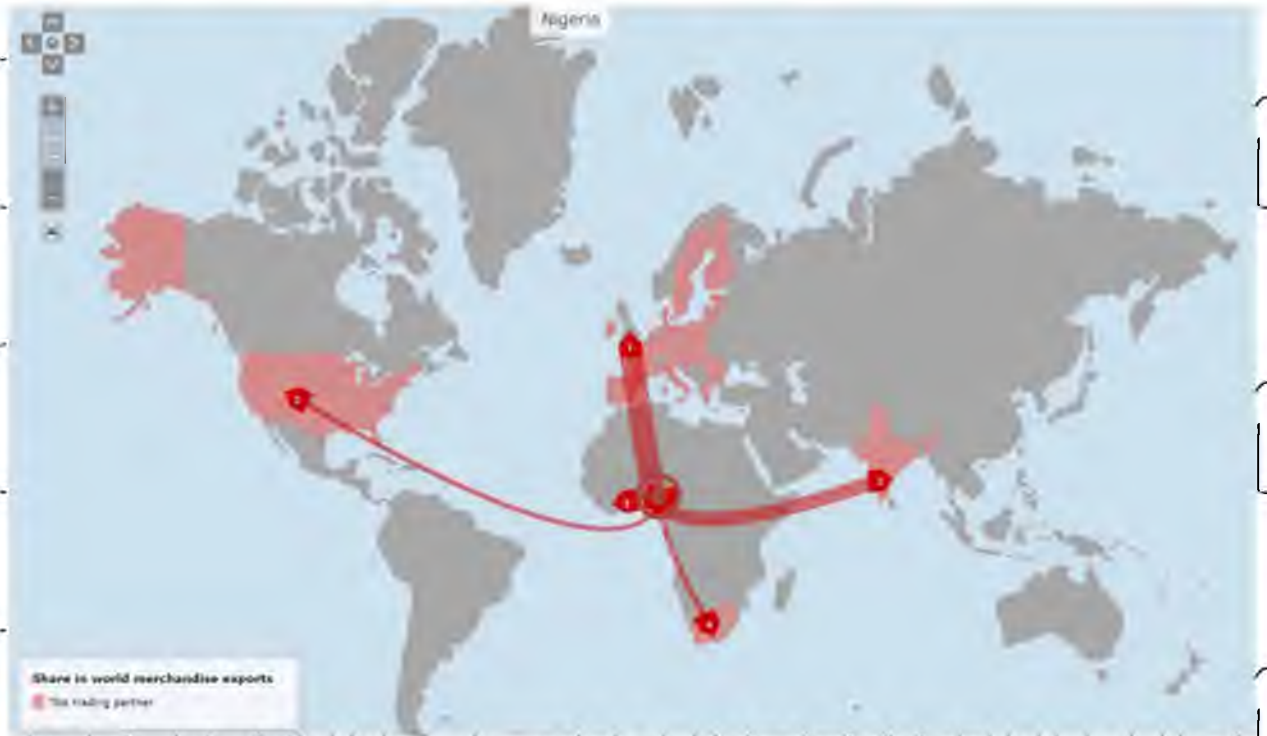 Nigeria
Share in world merchandise exports
Top trading partner